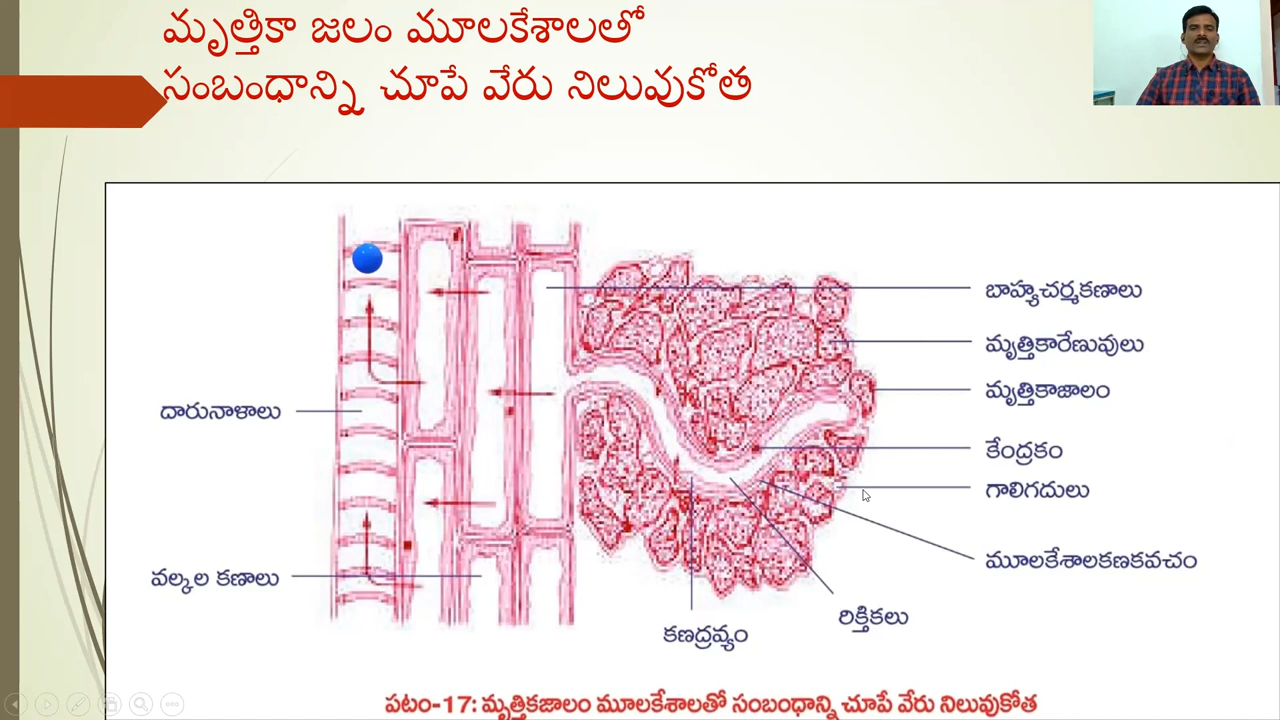 మృత్తికా జలం మూలకేశాలతో
సంబంధాన్ని చూపే వేరు నిలువుకోత
బాహ్యచర్మకణాలు
మృత్తికారేణువులు
మృత్తికాజాలం
దారునాళాలు
కేంద్రకం
గాలిగదులు
మూలకేశాలకణకవచం
వల్కల కణాలు
రిక్తికలు
కణద్రవ్యం
పటం-17: మృత్తికజాలం మూలకేశాలతో సంబంధాన్ని చూపే వేరు నిలువుకోత